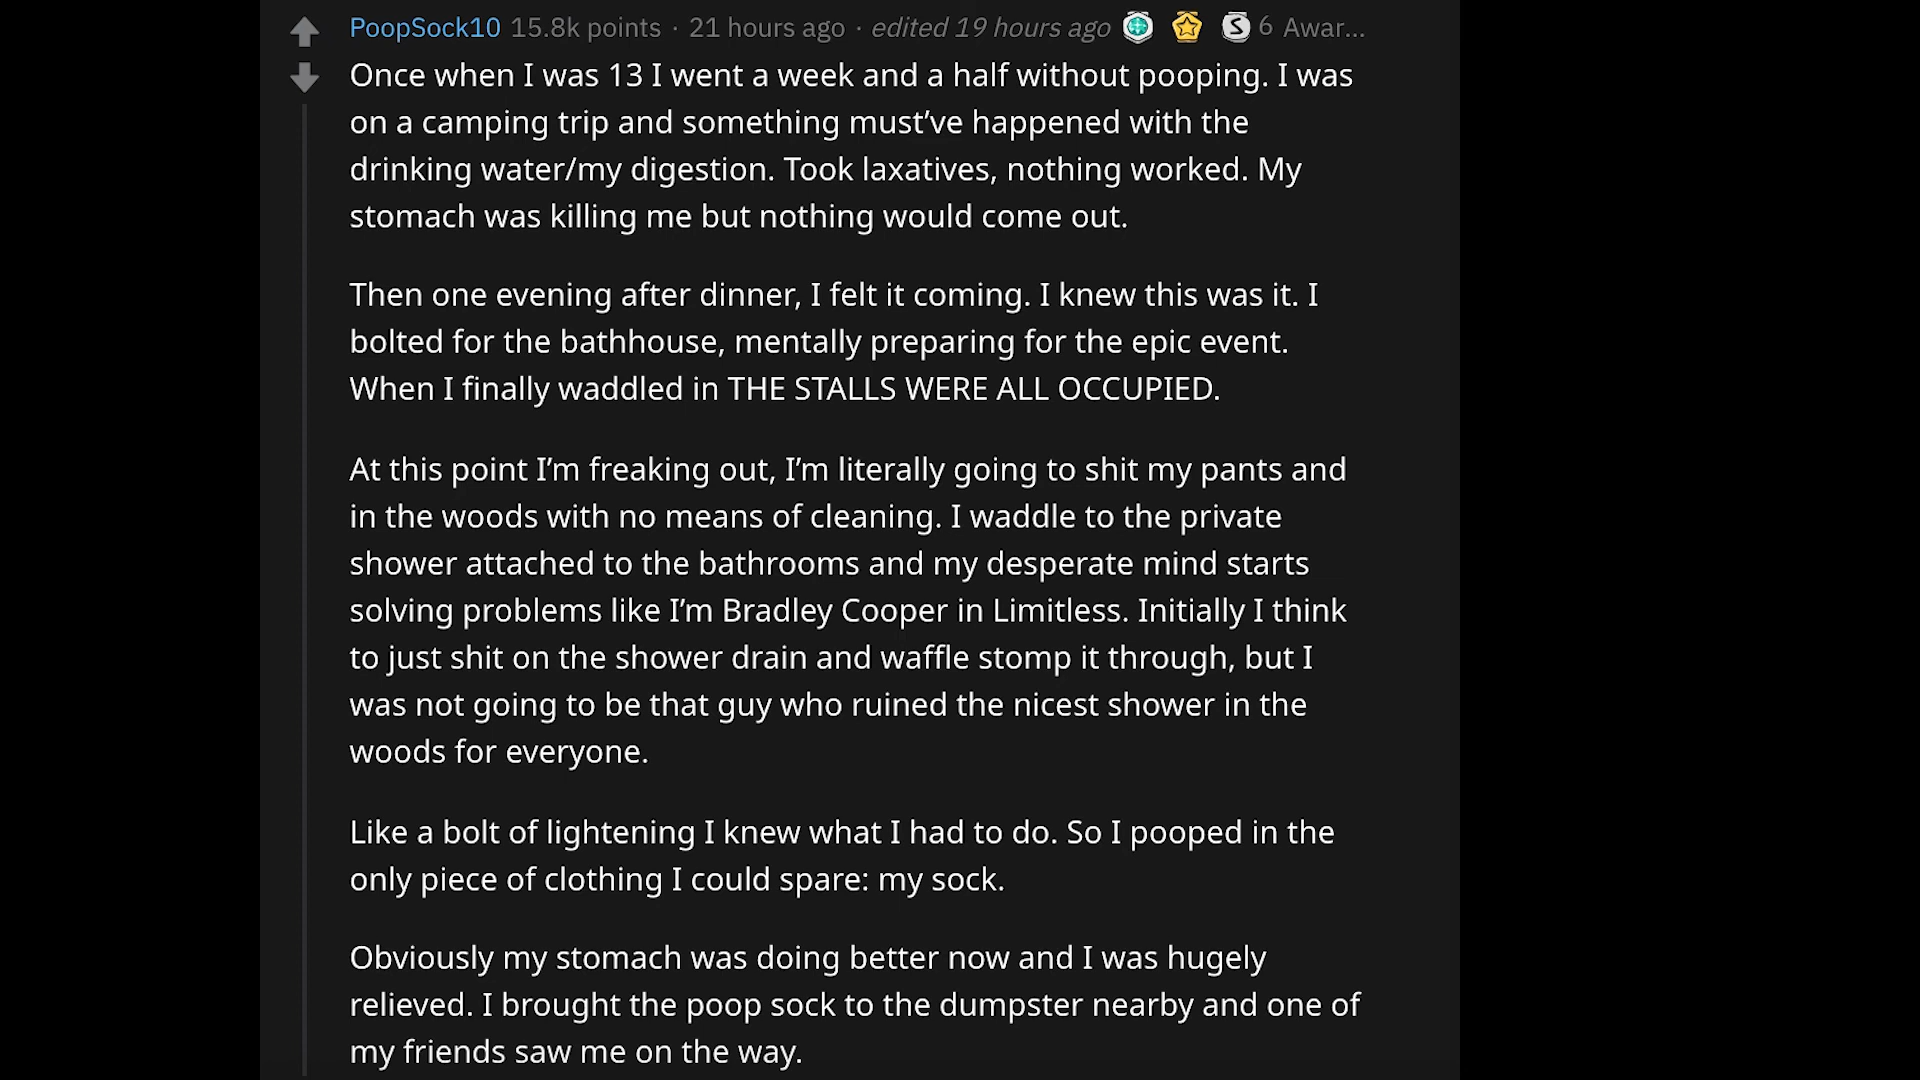 PoopSock10 15.8k points · 21 hours ago · edited 19 hours ago S 6 Awar...
Once when I was 13 I went a week and a half without pooping. I was
on a camping trip and something must’ve happened with the
drinking water/my digestion. Took laxatives, nothing worked. My
stomach was killing me but nothing would come out.
Then one evening after dinner, I felt it coming. I knew this was it. I
bolted for the bathhouse, mentally preparing for the epic event.
When I finally waddled in THE STALLS WERE ALL OCCUPIED.
At this point I’m freaking out, I’m literally going to shit my pants and
in the woods with no means of cleaning. I waddle to the private
shower attached to the bathrooms and my desperate mind starts
solving problems like I’m Bradley Cooper in Limitless. Initially I think
to just shit on the shower drain and waffle stomp it through, but I
was not going to be that guy who ruined the nicest shower in the
woods for everyone.
Like a bolt of lightening I knew what I had to do. So I pooped in the
only piece of clothing I could spare: my sock.
Obviously my stomach was doing better now and I was hugely
relieved. I brought the poop sock to the dumpster nearby and one of
my friends saw me on the way.